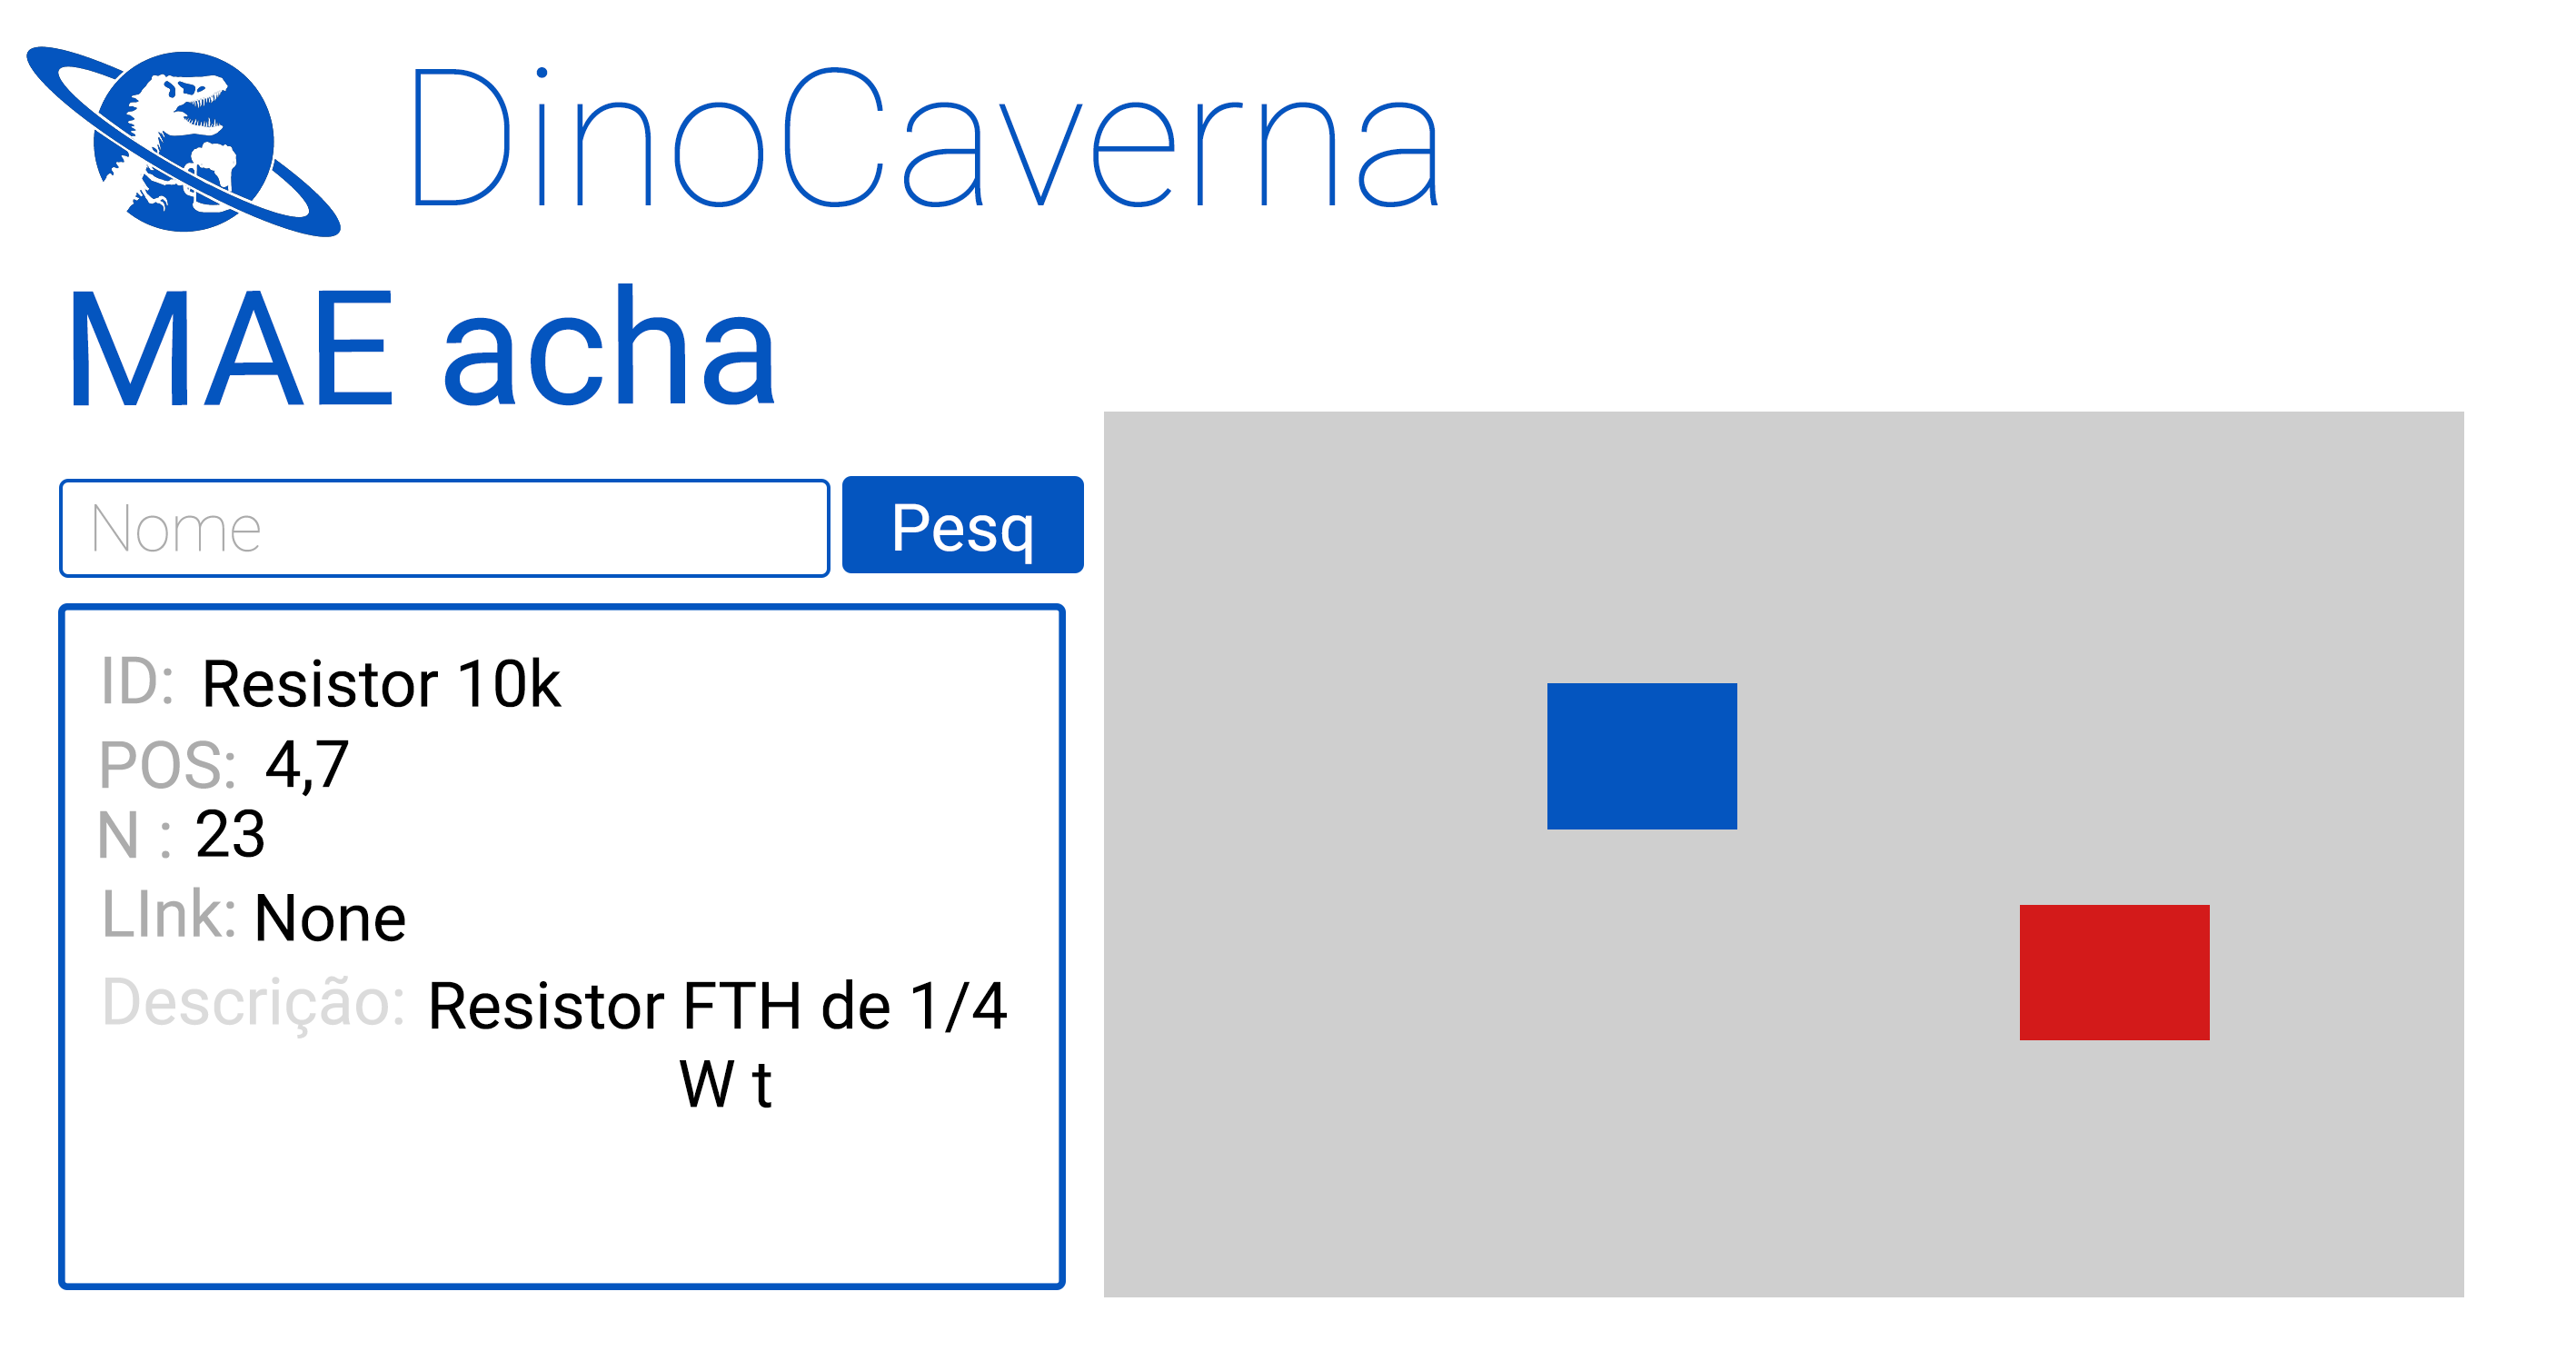 DinoCaverna
MAE acha
Nome
Pesq
ID: Resistor 10k
POS: 4,7
N : 23
LInk: None
Descrição: Resistor FTH de 1/4
W t